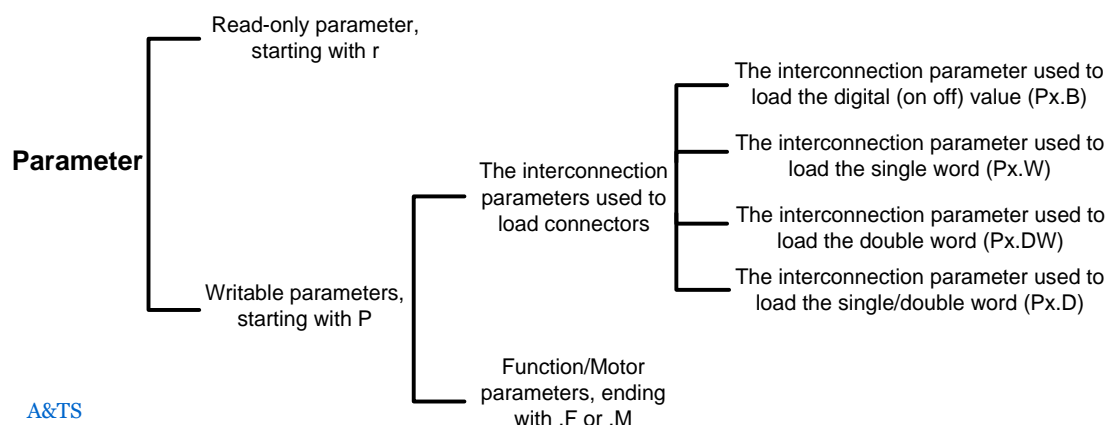 Read-only parameter,
starting with r
Parameter
Writable parameters,
starting with P
The interconnection
parameters used to
load connectors
Function/Motor
parameters, ending
with .F or .M
The interconnection parameter used to
load the digital (on off) value (Px.B)
The interconnection parameter used to
load the single word (Px.W)
The interconnection parameter used to
load the double word (Px.DW)
The interconnection parameter used to
load the single/double word (Px.D)
A&TS